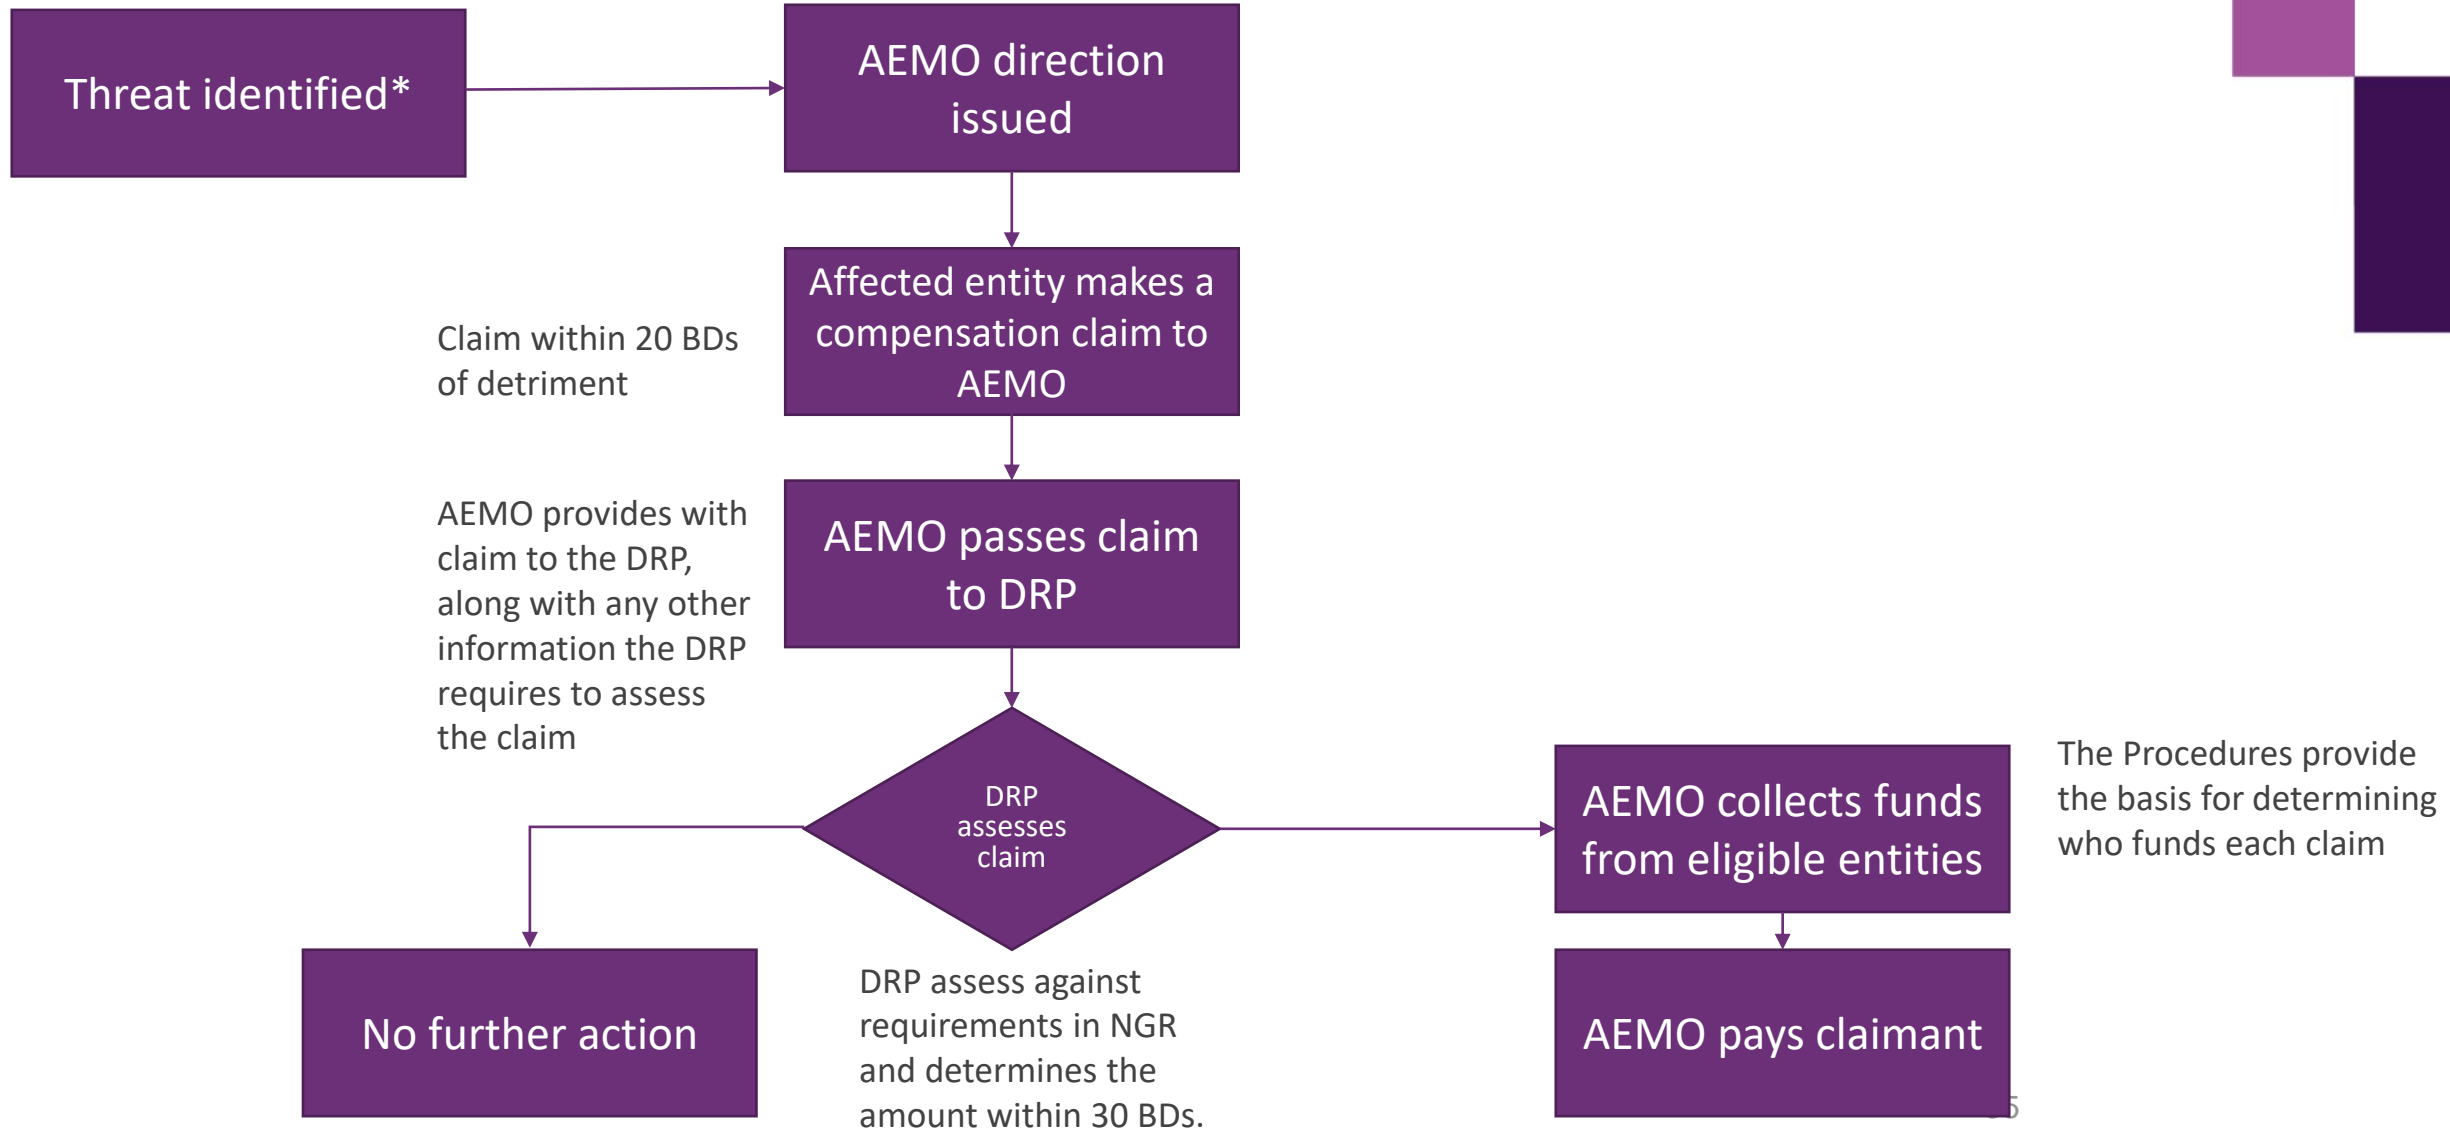 Threat identified*
AEMO direction
issued
Affected entity makes a
compensation claim to
AEMO
Claim within 20 BDs
of detriment
AEMO passes claim
to DRP
AEMO provides with
claim to the DRP,
along with any other
information the DRP
requires to assess
the claim
DRP
assesses
claim
AEMO collects funds
from eligible entities
The Procedures provide
the basis for determining
who funds each claim
No further action
DRP assess against
requirements in NGR
and determines the
amount within 30 BDs.
AEMO pays claimant